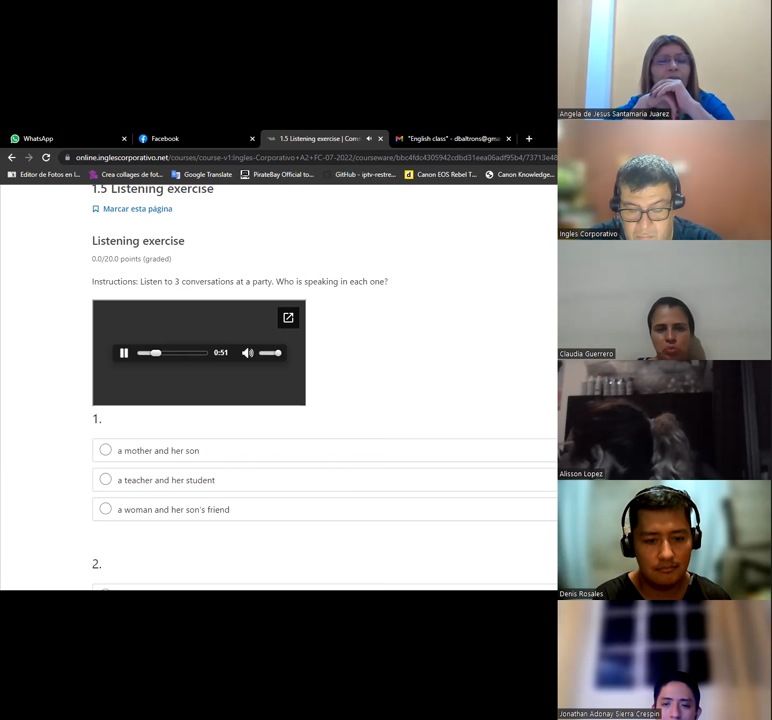 WhatsApp
Facebook
1.5 Listening exercise | Com
"English class" - dbaltrons@gma
online.inglescorporativo.net/courses/course-v1:Ingles-Corporativo+A2+FC-07-2022/courseware/bbc4fdc4305942cdbd31eea06adf95b4/73713e48
Editor de Fotos en l...
Crea collages de fot...
Google Translate
PirateBay Official to...
GitHub - iptv-restre...
Canon EOS Rebel T...
Canon Knowledge...
1.5 Listening exercise
Marcar esta página
Listening exercise
0.0/20.0 points (graded)
Instructions: Listen to 3 conversations at a party. Who is speaking in each one?
0:51
1.
a mother and her son
a teacher and her student
a woman and her son's friend
2.
Angela de Jesus Santamaria Juarez
Ingles Corporativo
Claudia Guerrero
Alisson Lopez
Denis Rosales
Jonathan Adonay Sierra Crespin